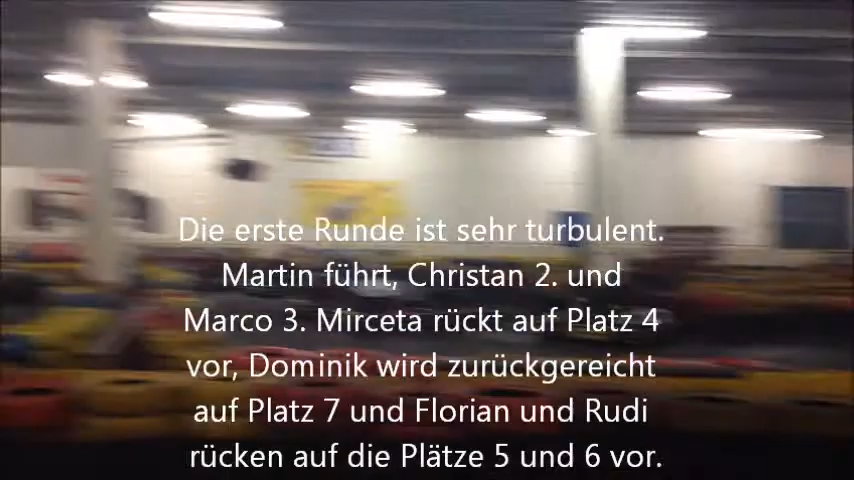 Die erste Runde ist sehr turbulent.
Martin führt, Christan 2. und
Marco 3. Mirceta rückt auf Platz 4
vor, Dominik wird zurückgereicht
auf Platz 7 und Florian und Rudi
rücken auf die Plätze 5 und 6 vor.